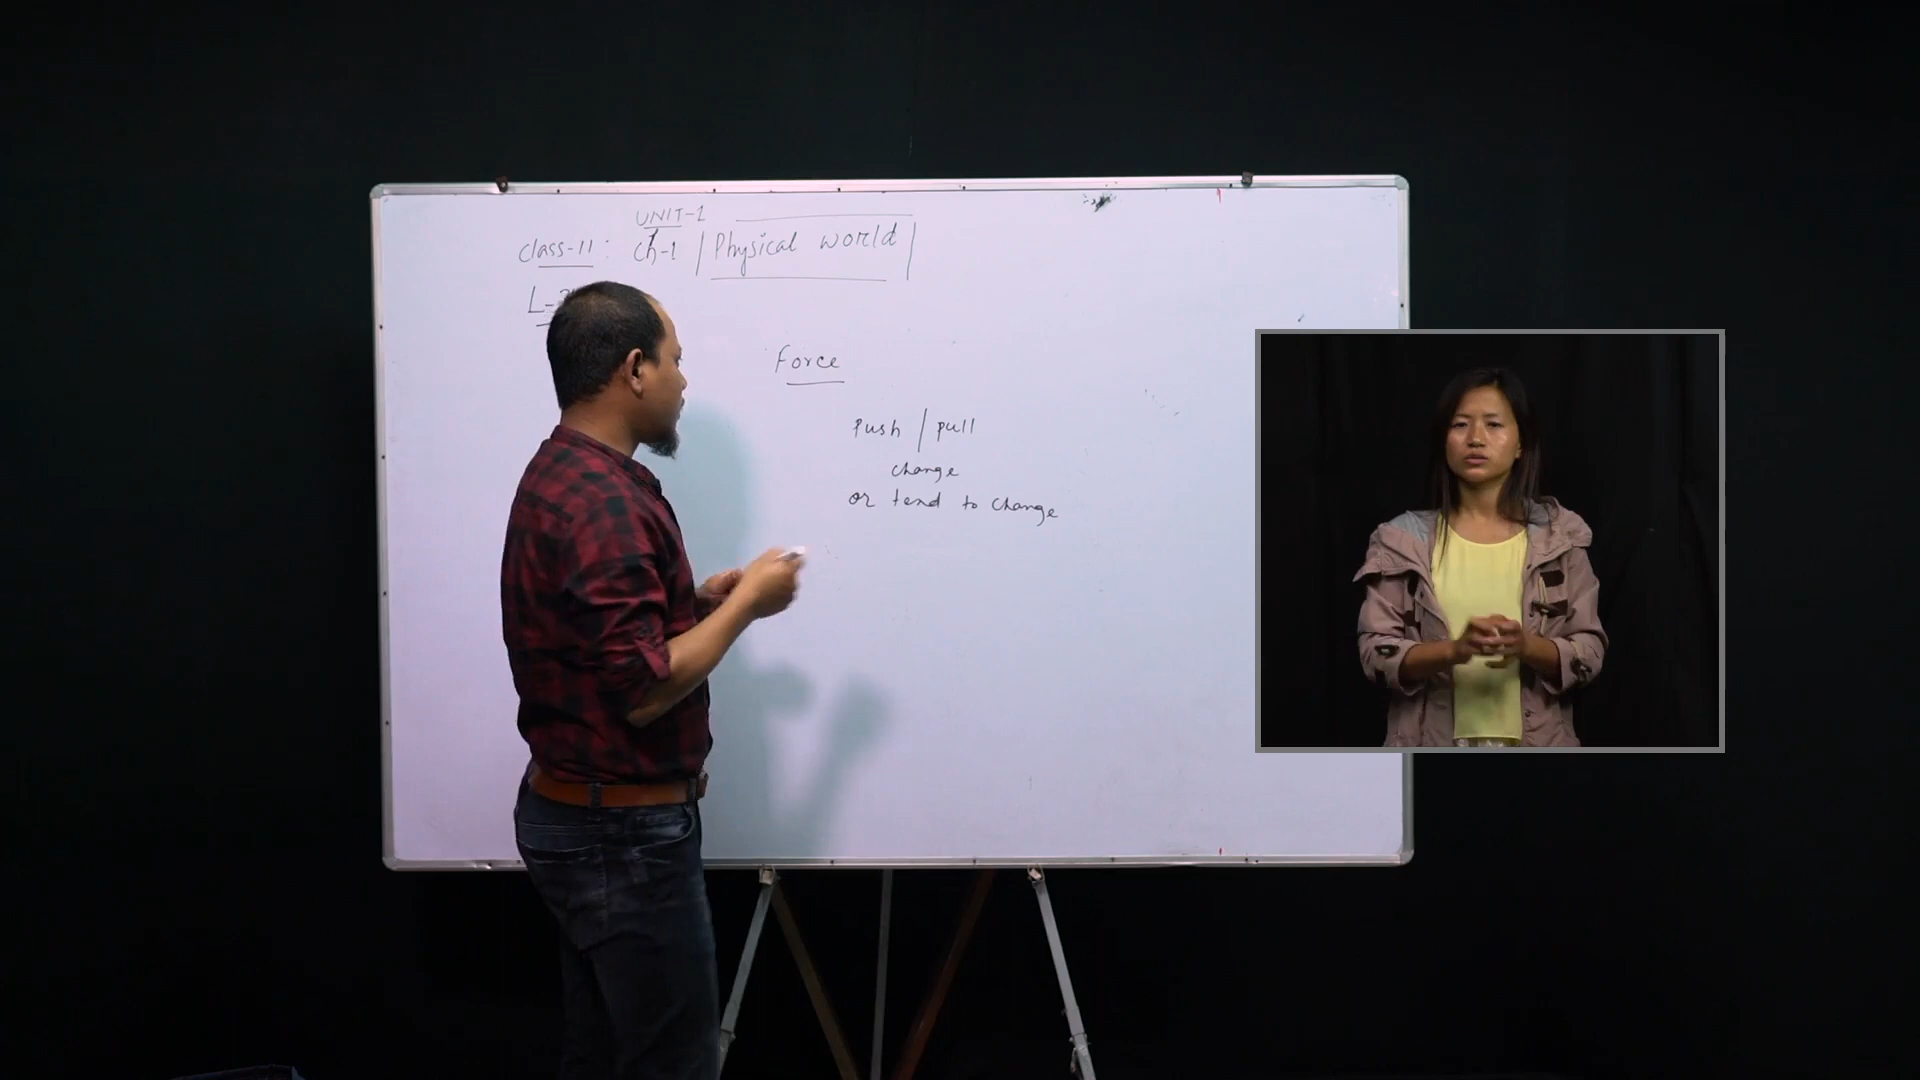 UNIT-1
Class-11: Ch-1 | Physical world |
L-
Force
Push / pull
change
or tend to change